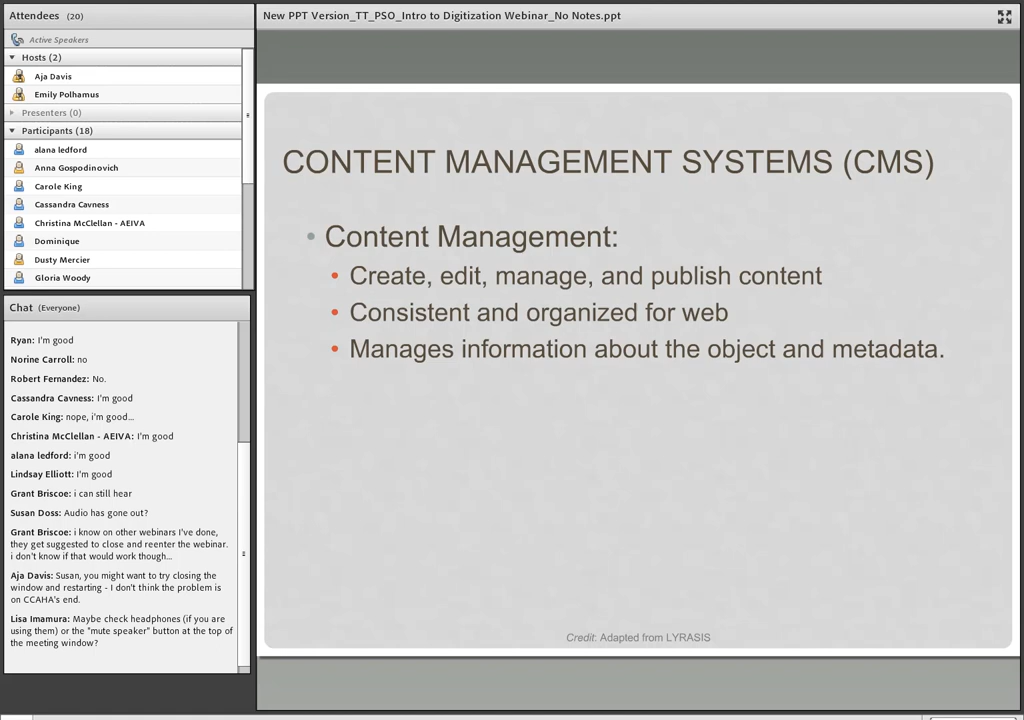 Attendees (20)
Active Speakers
Hosts (2)
Aja Davis
Emily Polhamus
Presenters (0)
Participants (18)
alana ledford
Anna Gospodinovich
Carole King
Cassandra Cavness
Christina McClellan - AEIVA
Dominique
Dusty Mercier
Gloria Woody
Chat (Everyone)
Ryan: I'm good
Norine Carroll: no
Robert Fernandez: No.
Cassandra Cavness: I'm good
Carole King: nope, i'm good...
Christina McClellan - AEIVA: I'm good
alana ledford: i'm good
Lindsay Elliott: I'm good
Grant Briscoe: i can still hear
Susan Doss: Audio has gone out?
Grant Briscoe: i know on other webinars I've done,
they get suggested to close and reenter the webinar.
i don't know if that would work though...
Aja Davis: Susan, you might want to try closing the
window and restarting - I don't think the problem is
on CCAHA's end.
Lisa Imamura: Maybe check headphones (if you are
using them) or the "mute speaker" button at the top of
the meeting window?
New PPT Version_TT_PSO_Intro to Digitization Webinar_No Notes.ppt
CONTENT MANAGEMENT SYSTEMS (CMS)
• Content Management:
• Create, edit, manage, and publish content
• Consistent and organized for web
• Manages information about the object and metadata.
Credit: Adapted from LYRASIS